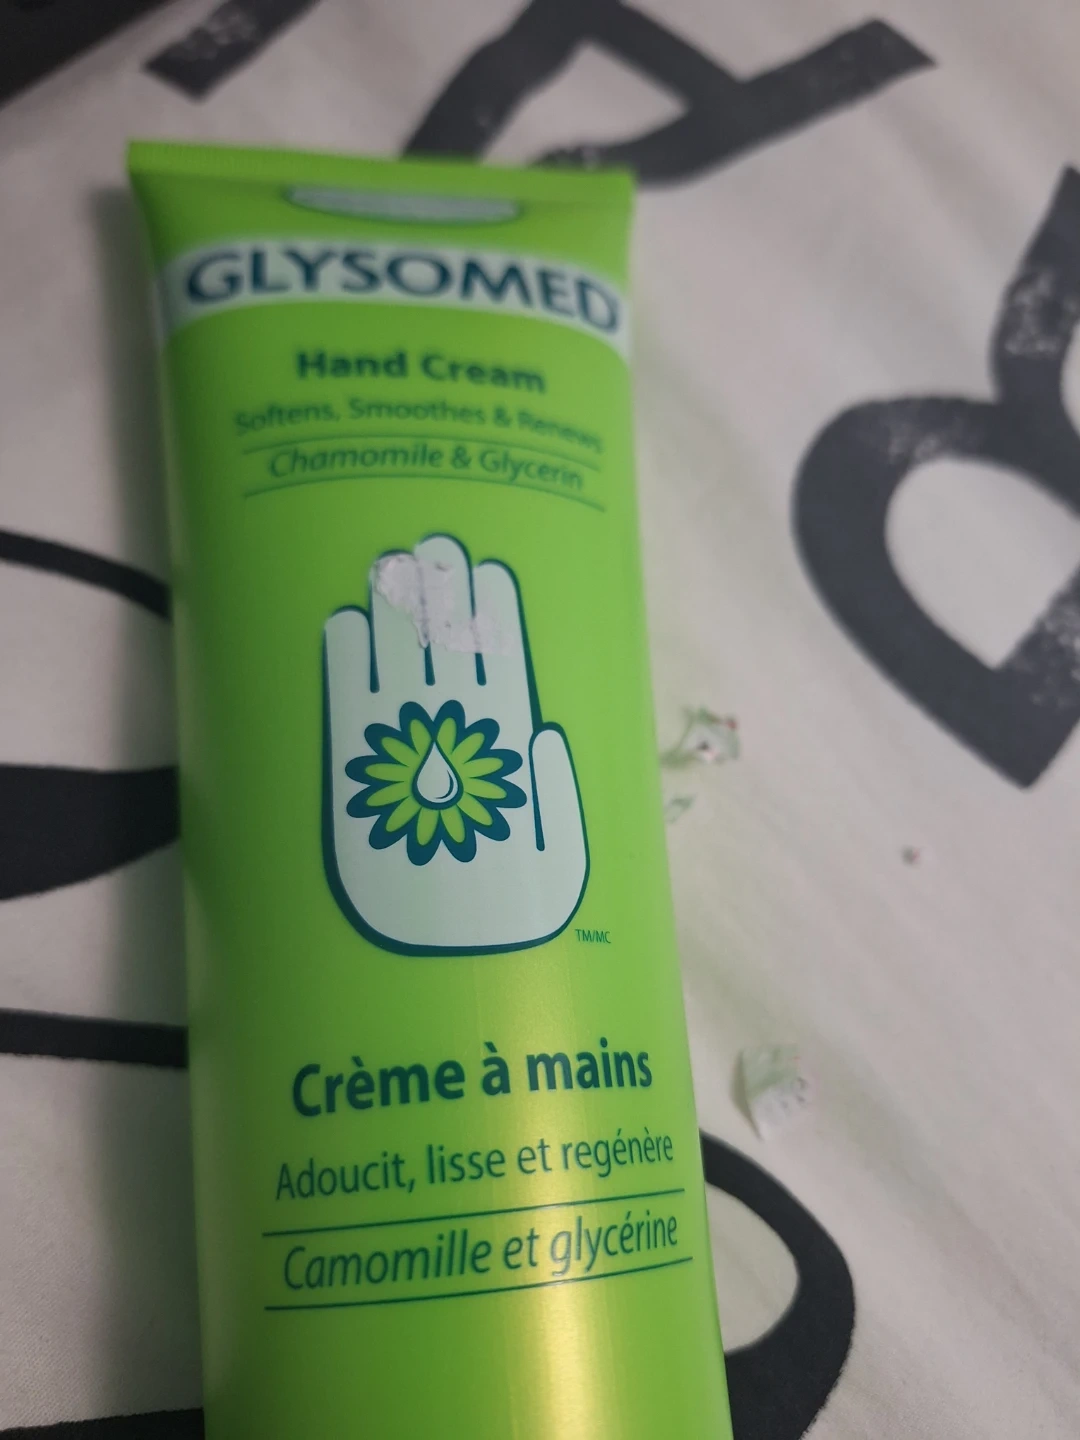 GLYSOMED
Hand Cream
Softens, Smoothes & Renews
Chamomile & Glycerin
TM/MC
Crème à mains
Adoucit, lisse et regénère
Camomille et glycérine